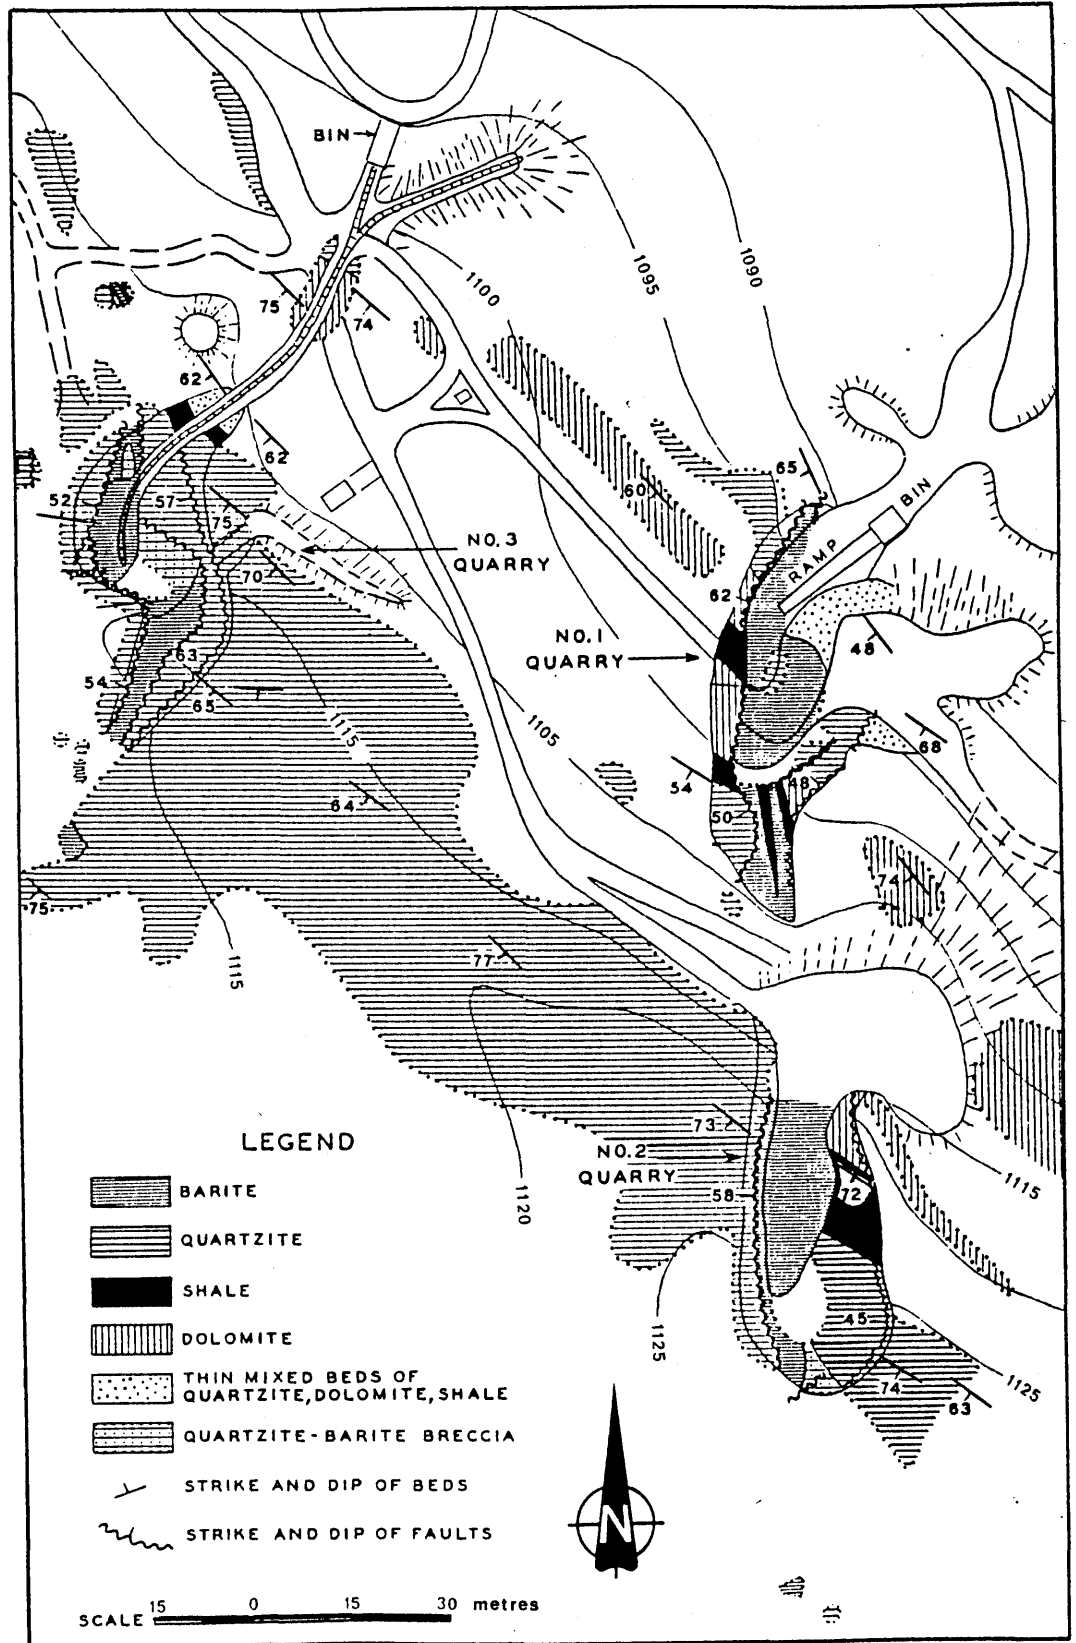 BIN
1100
1095
1090
75
74
62
62
65
60
52
57
75
BIN
RAMP
NO. 3
QUARRY
70
62
NO. 1
QUARRY
48
63
54
65
1115
1105
68
54
48
64
50
74
75
77
1115
73
NO. 2
QUARRY
58
72
1115
1120
1125
45
74
63
1125
LEGEND
BARITE
QUARTZITE
SHALE
DOLOMITE
THIN MIXED BEDS OF
QUARTZITE, DOLOMITE, SHALE
QUARTZITE-BARITE BRECCIA
STRIKE AND DIP OF BEDS
STRIKE AND DIP OF FAULTS
N
SCALE 15 0 15 30 metres